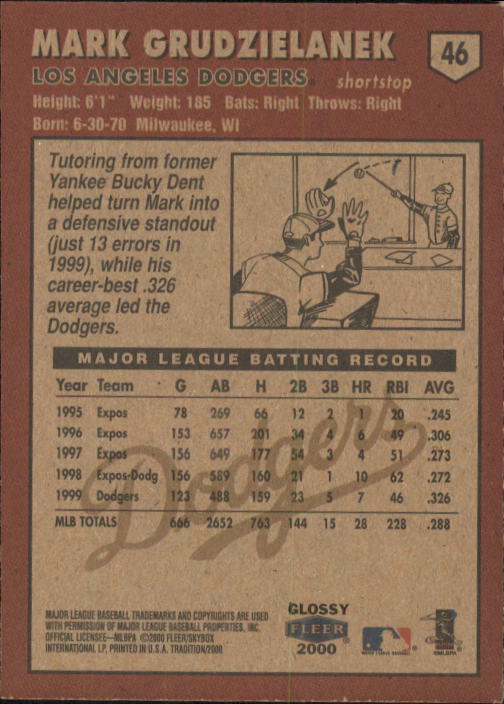 MARK GRUDZIELANEK
46
LOS ANGELES DODGERS® shortstop
Height: 6'1" Weight: 185 Bats: Right Throws: Right
Born: 6-30-70 Milwaukee, WI
Tutoring from former
Yankee Bucky Dent
helped turn Mark into
a defensive standout
(just 13 errors in
1999), while his
career-best .326
average led the
Dodgers.
MAJOR LEAGUE BATTING RECORD
Year Team G AB H 2B 3B HR RBI AVG
1995 Expos 78 269 66 12 2 1 20 .245
1996 Expos 153 657 201 34 4 6 49 .306
1997 Expos 156 649 177 54 3 4 51 .273
1998 Expos-Dodg 156 589 160 21 1 10 62 .272
1999 Dodgers 123 488 159 23 5 7 46 .326
MLB TOTALS 666 2652 763 144 15 28 228 .288
Dodgers
MAJOR LEAGUE BASEBALL TRADEMARKS AND COPYRIGHTS ARE USED
WITH PERMISSION OF MAJOR LEAGUE BASEBALL PROPERTIES, INC.
OFFICIAL LICENSEE—MLBPA ©2000 FLEER/SKYBOX
INTERNATIONAL LP, PRINTED IN U.S.A. TRADITION/2000
GLOSSY
FLEER
2000
MAJOR LEAGUE BASEBALL
©MLBPA